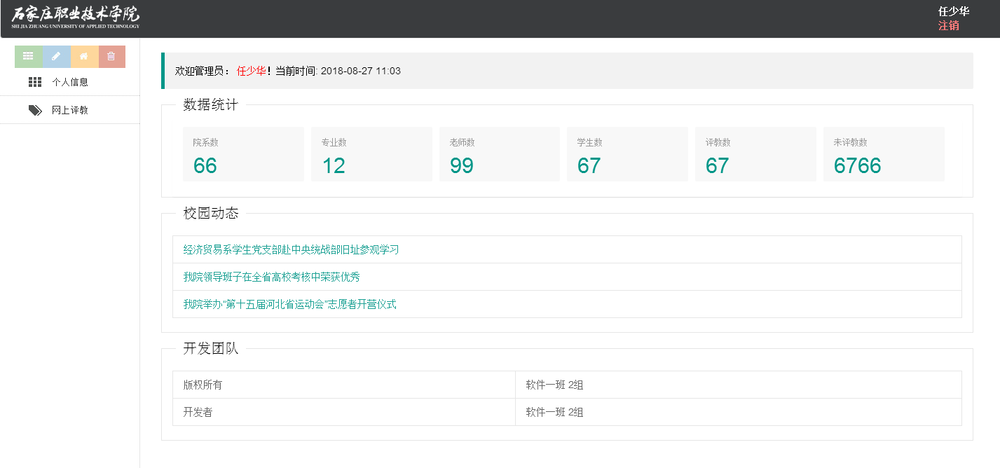 石家庄职业技术学院
SHI JIA ZHUANG UNIVERSITY OF APPLIED TECHNOLOGY
任少华
注销
个人信息
网上评教
欢迎管理员： 任少华！当前时间: 2018-08-27 11:03
数据统计
院系数 专业数 老师数 学生数 评教数 未评教数
66 12 99 67 67 6766
校园动态
经济贸易系学生党支部赴中央统战部旧址参观学习
我院领导班子在全省高校考核中荣获优秀
我院举办“第十五届河北省运动会”志愿者开营仪式
开发团队
版权所有 软件一班 2组
开发者 软件一班 2组